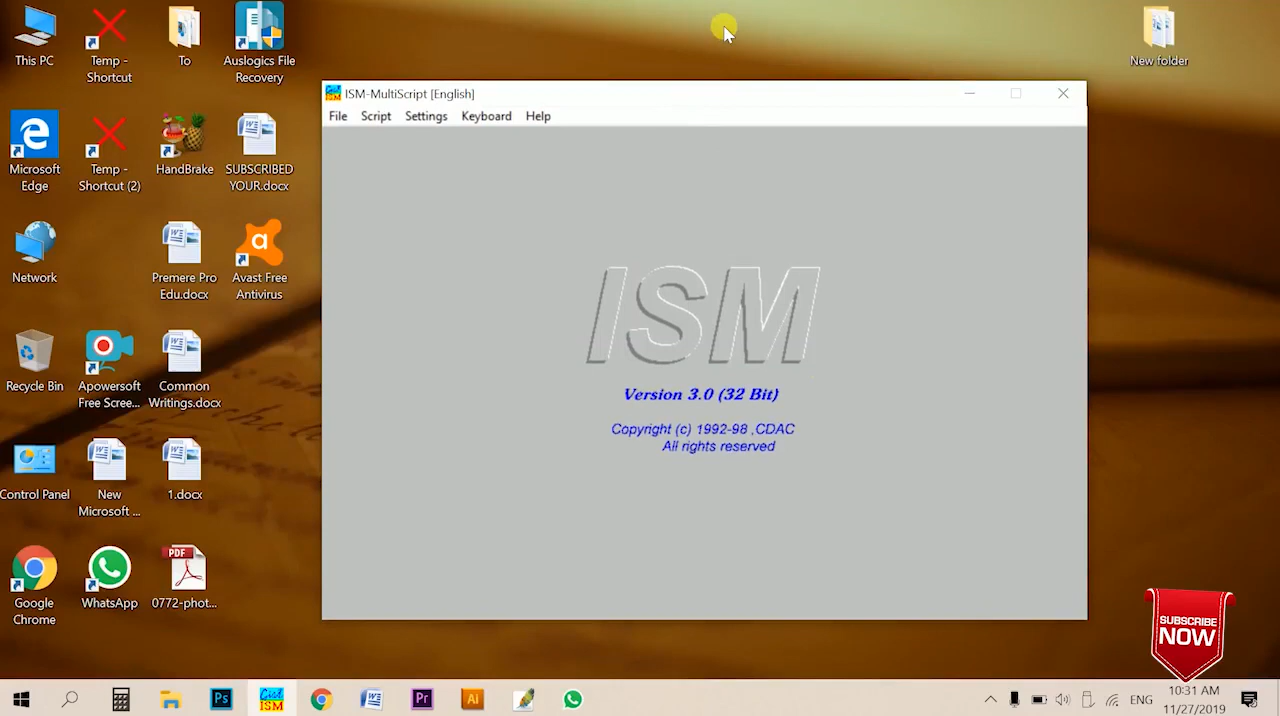 This PC
Temp -
Shortcut
To
Auslogics File
Recovery
New folder
ISM-MultiScript [English]
File Script Settings Keyboard Help
Microsoft
Edge
Temp -
Shortcut (2)
HandBrake
SUBSCRIBED
YOUR.docx
Network
Premere Pro
Edu.docx
Avast Free
Antivirus
ISM
Version 3.0 (32 Bit)
Copyright (c) 1992-98 ,CDAC
All rights reserved
Recycle Bin
Apowersoft
Free Scree...
Common
Writings.docx
Control Panel
New
Microsoft ...
1.docx
Google
Chrome
WhatsApp
PDF
0772-phot...
SUBSCRIBE
NOW
Ps
ISM
Pr
Ai
ENG
10:31 AM
11/27/2019